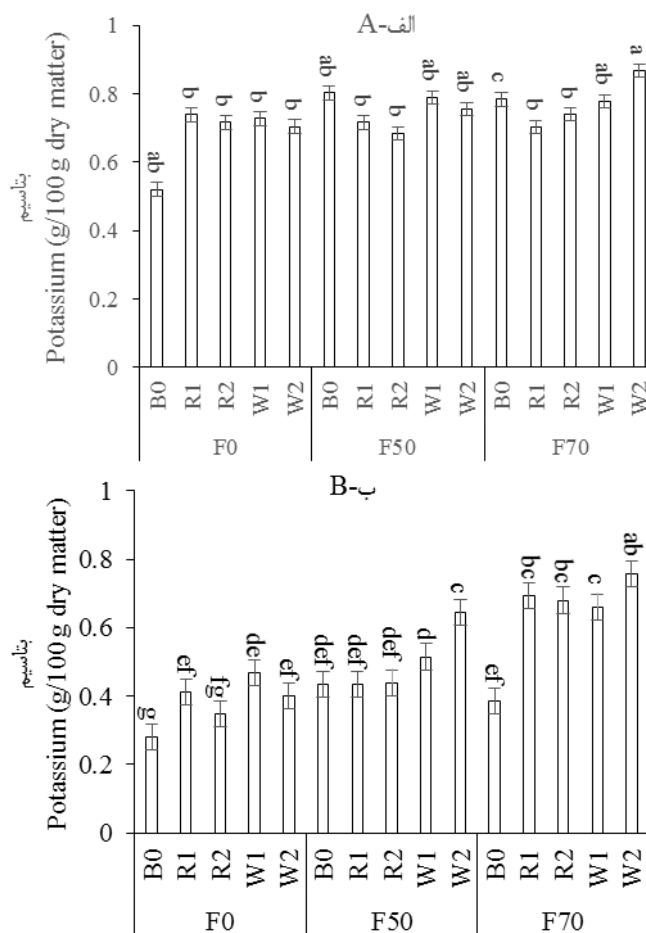 A-الف
پتاسیم
Potassium (g/100 g dry matter)
1
0.8
0.6
0.4
0.2
0
ab b b b b ab b b ab ab c b b ab a
B0 R1 R2 W1 W2 B0 R1 R2 W1 W2 B0 R1 R2 W1 W2
F0 F50 F70
B-ب
پتاسیم
Potassium (g/100 g dry matter)
1
0.8
0.6
0.4
0.2
0
g ef fg de ef def def def d c ef bc bc c ab
B0 R1 R2 W1 W2 B0 R1 R2 W1 W2 B0 R1 R2 W1 W2
F0 F50 F70